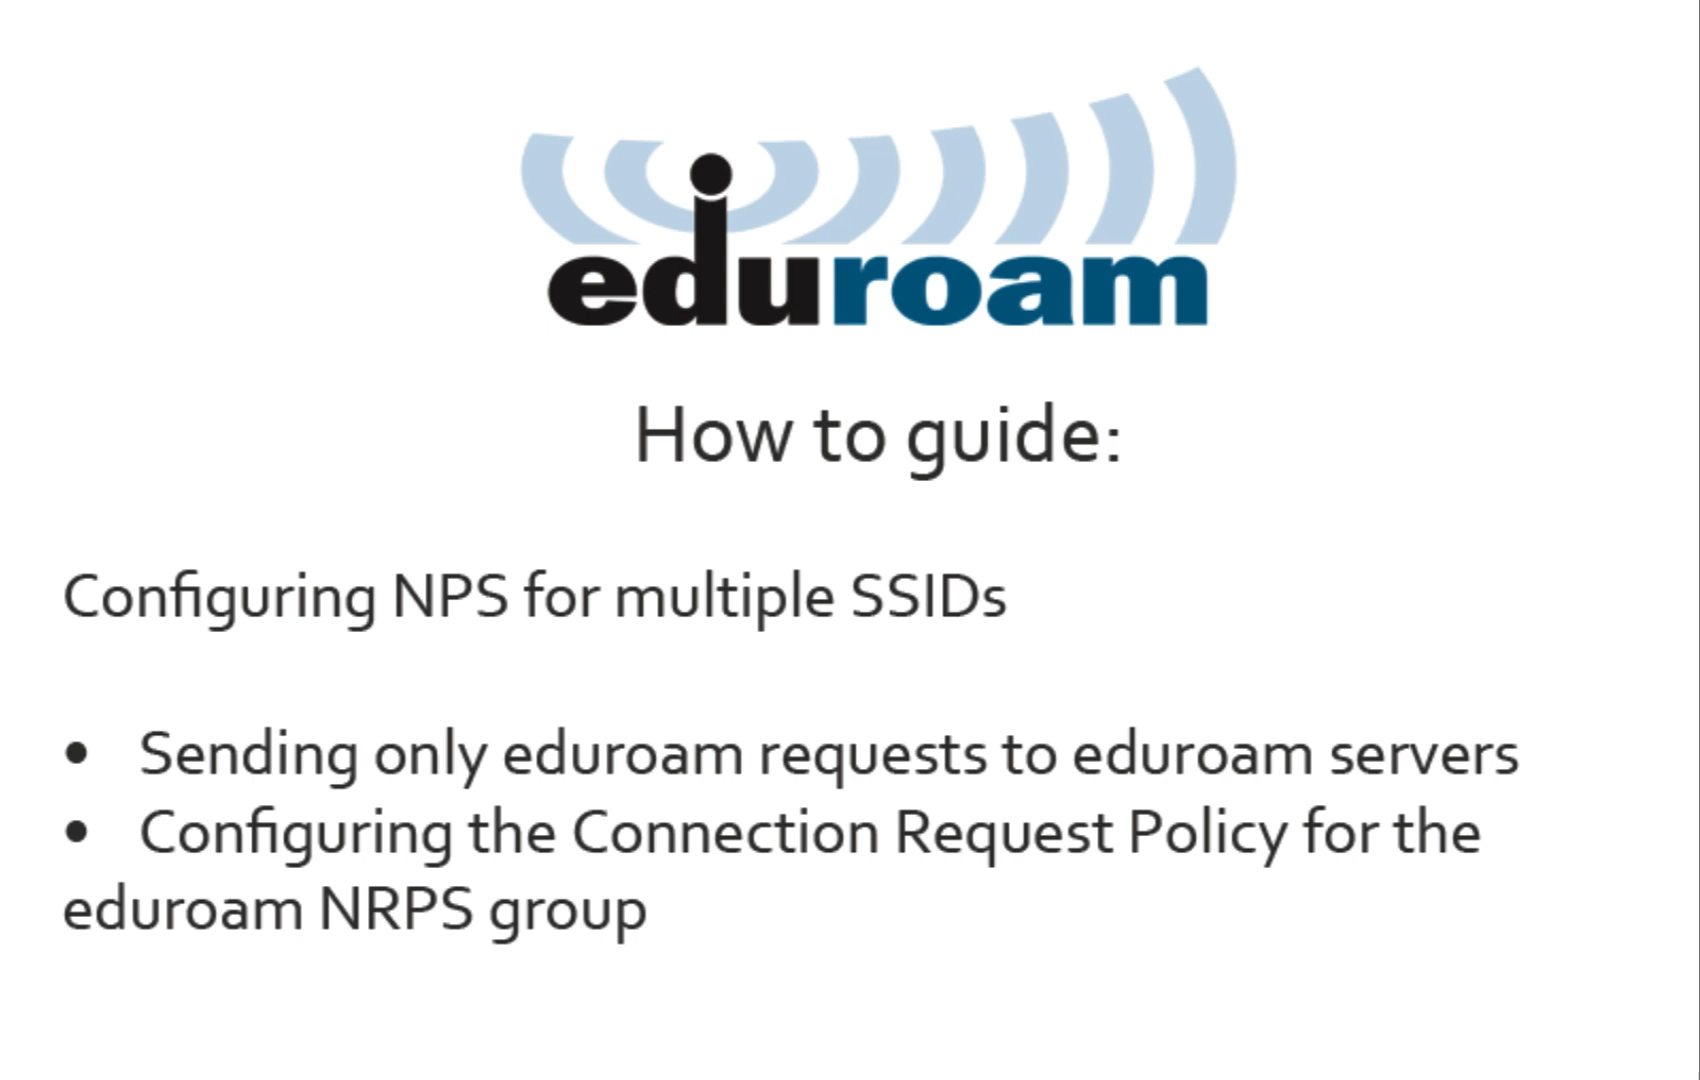 eduroam
How to guide:
Configuring NPS for multiple SSIDs
• Sending only eduroam requests to eduroam servers
• Configuring the Connection Request Policy for the
eduroam NRPS group